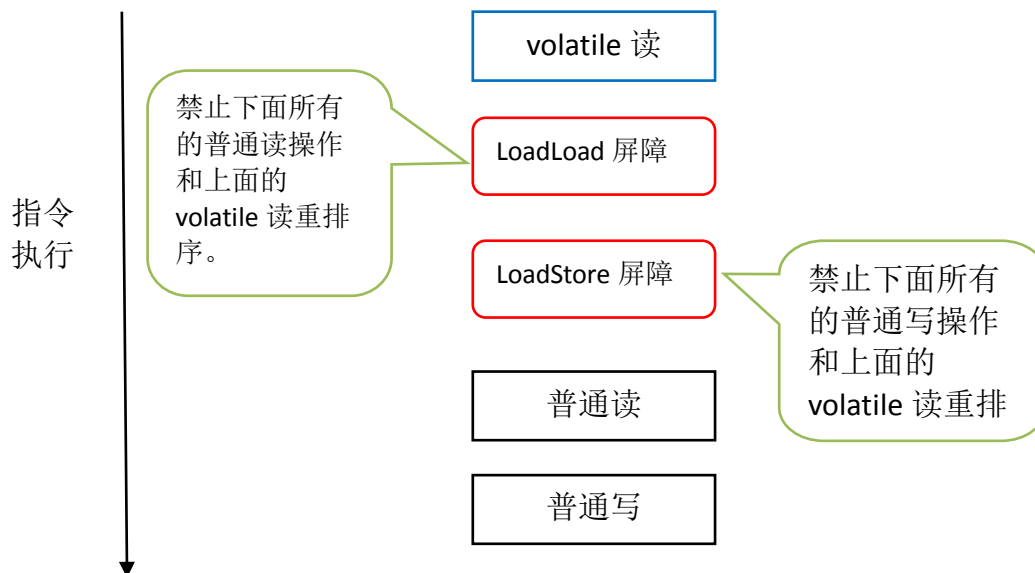 volatile 读
禁止下面所有
的普通读操作
和上面的
volatile 读重排
序。
LoadLoad 屏障
指令
执行
LoadStore 屏障
禁止下面所有
的普通写操作
和上面的
volatile 读重排
普通读
普通写